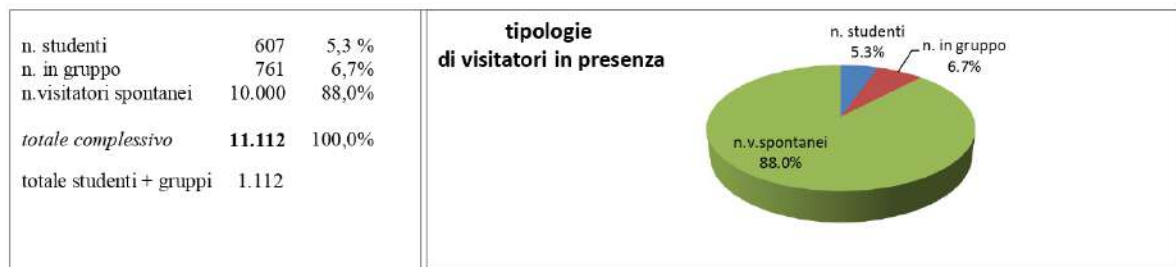 n. studenti 607 5,3 %
n. in gruppo 761 6,7%
n.visitatori spontanei 10.000 88,0%
totale complessivo 11.112 100,0%
totale studenti + gruppi 1.112
tipologie
di visitatori in presenza
n. studenti
5.3%
n. in gruppo
6.7%
n.v.spontanei
88.0%